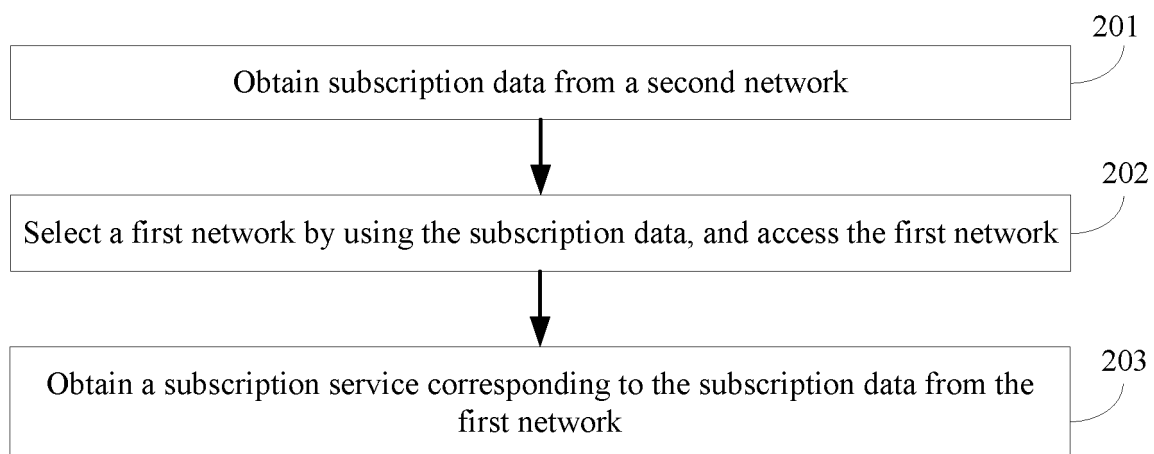 201
Obtain subscription data from a second network
202
Select a first network by using the subscription data, and access the first network
203
Obtain a subscription service corresponding to the subscription data from the
first network